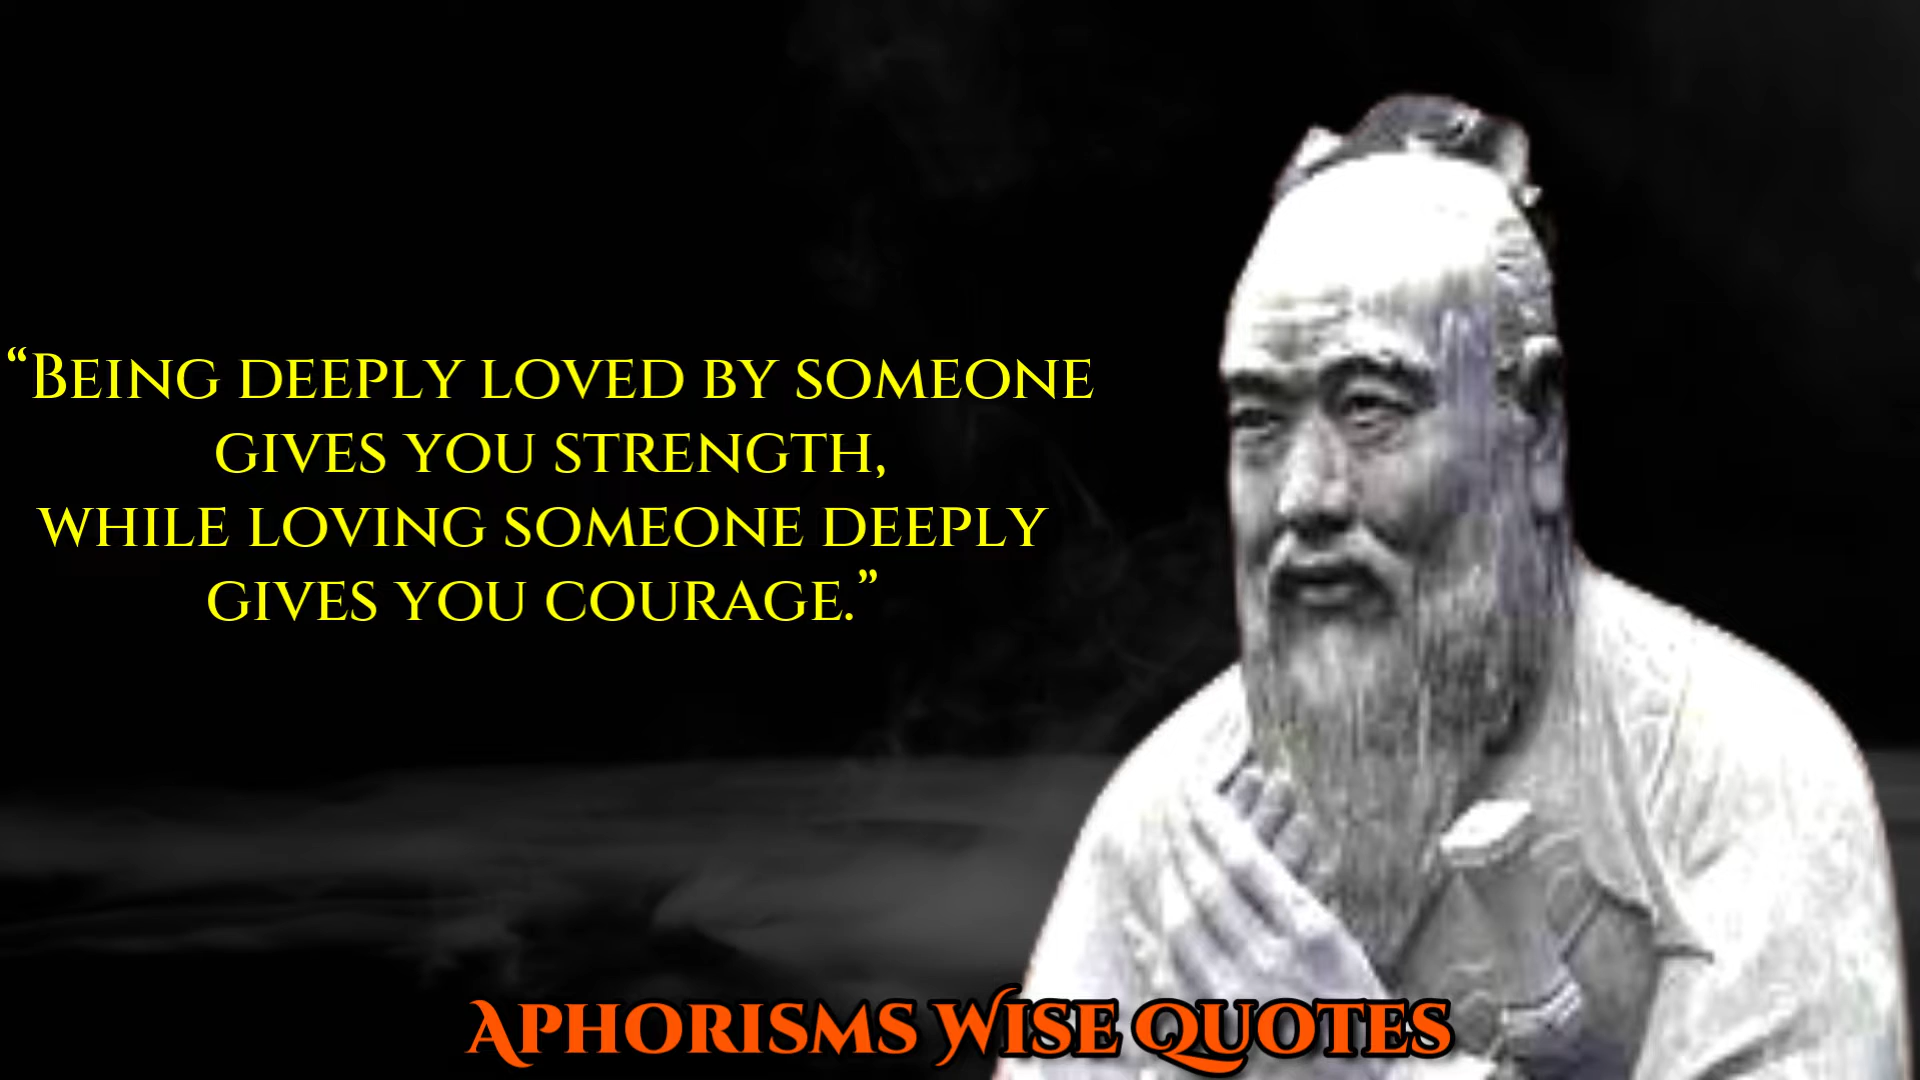 “Being deeply loved by someone
gives you strength,
while loving someone deeply
gives you courage.”
Aphorisms Wise Quotes